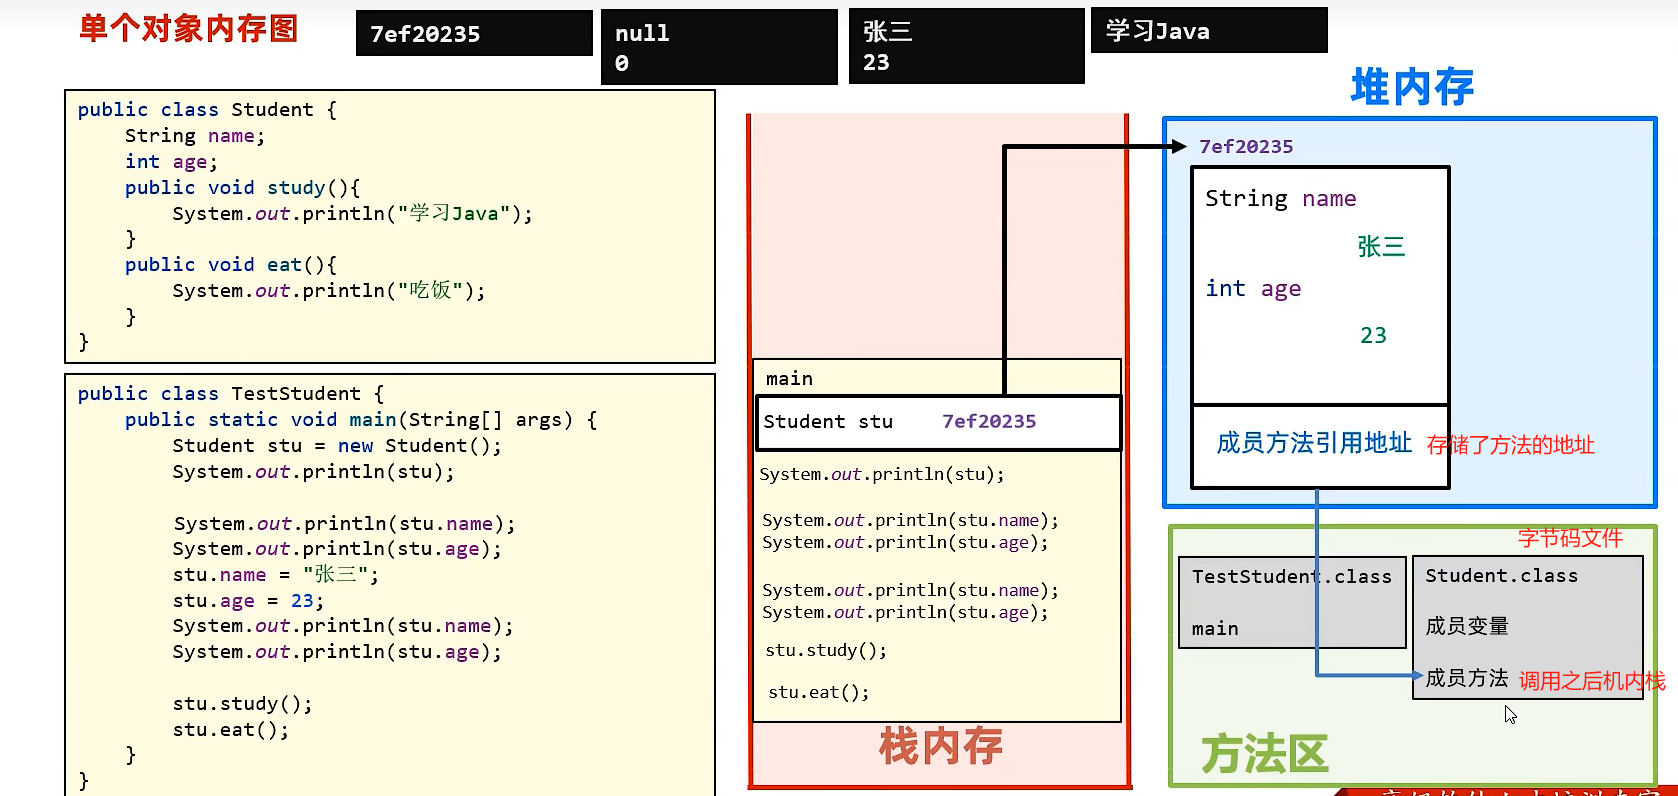 单个对象内存图
7ef20235
null
0
张三
23
学习Java
public class Student {
    String name;
    int age;
    public void study(){
        System.out.println("学习Java");
    }
    public void eat(){
        System.out.println("吃饭");
    }
}
public class TestStudent {
    public static void main(String[] args) {
        Student stu = new Student();
        System.out.println(stu);
        System.out.println(stu.name);
        System.out.println(stu.age);
        stu.name = "张三";
        stu.age = 23;
        System.out.println(stu.name);
        System.out.println(stu.age);
        stu.study();
        stu.eat();
    }
}
main
Student stu 7ef20235
System.out.println(stu);
System.out.println(stu.name);
System.out.println(stu.age);
System.out.println(stu.name);
System.out.println(stu.age);
stu.study();
stu.eat();
栈内存
堆内存
7ef20235
String name
张三
int age
23
成员方法引用地址 存储了方法的地址
字节码文件
TestStudent.class
main
Student.class
成员变量
成员方法 调用之后机内栈
方法区